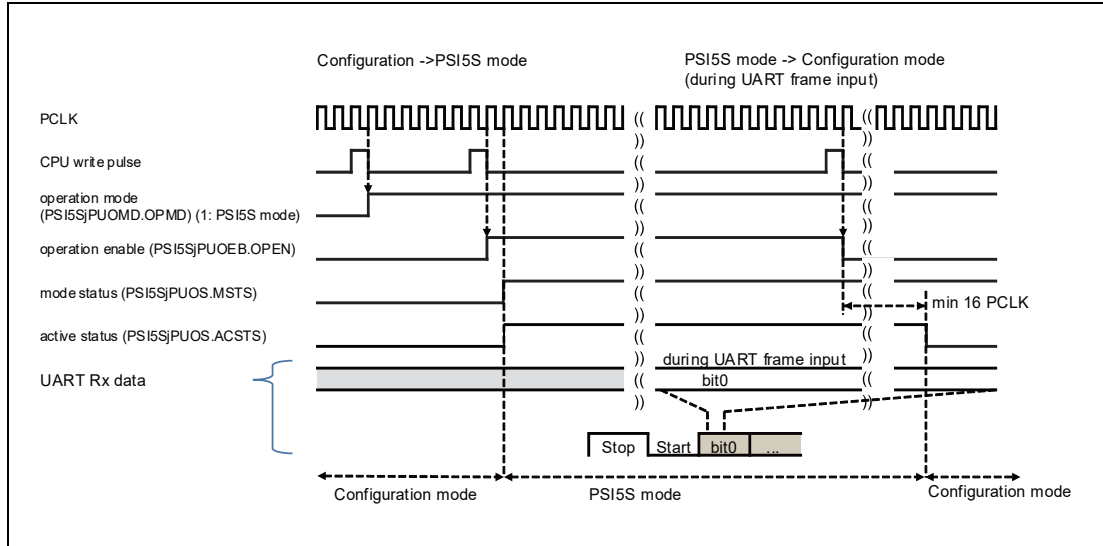 Configuration ->PSI5S mode
PSI5S mode -> Configuration mode
(during UART frame input)
PCLK
CPU write pulse
operation mode
(PSI5SjPUOMD.OPMD) (1: PSI5S mode)
operation enable (PSI5SjPUOEB.OPEN)
mode status (PSI5SjPUOS.MSTS)
min 16 PCLK
active status (PSI5SjPUOS.ACSTS)
during UART frame input
UART Rx data
bit0
Stop
Start
bit0
...
Configuration mode
PSI5S mode
Configuration mode